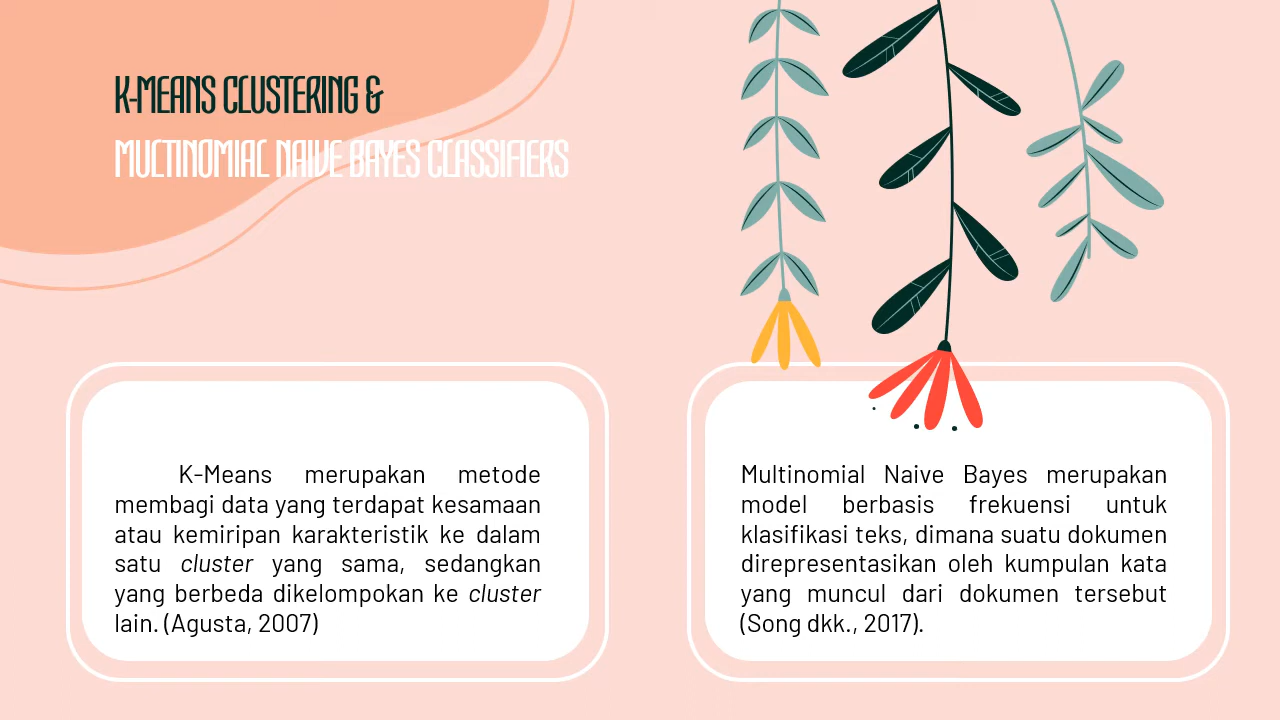 K-MEANS CLUSTERING &
MULTINOMIAL NAIVE BAYES CLASSIFIERS
K-Means merupakan metode
membagi data yang terdapat kesamaan
atau kemiripan karakteristik ke dalam
satu cluster yang sama, sedangkan
yang berbeda dikelompokan ke cluster
lain. (Agusta, 2007)
Multinomial Naive Bayes merupakan
model berbasis frekuensi untuk
klasifikasi teks, dimana suatu dokumen
direpresentasikan oleh kumpulan kata
yang muncul dari dokumen tersebut
(Song dkk., 2017).